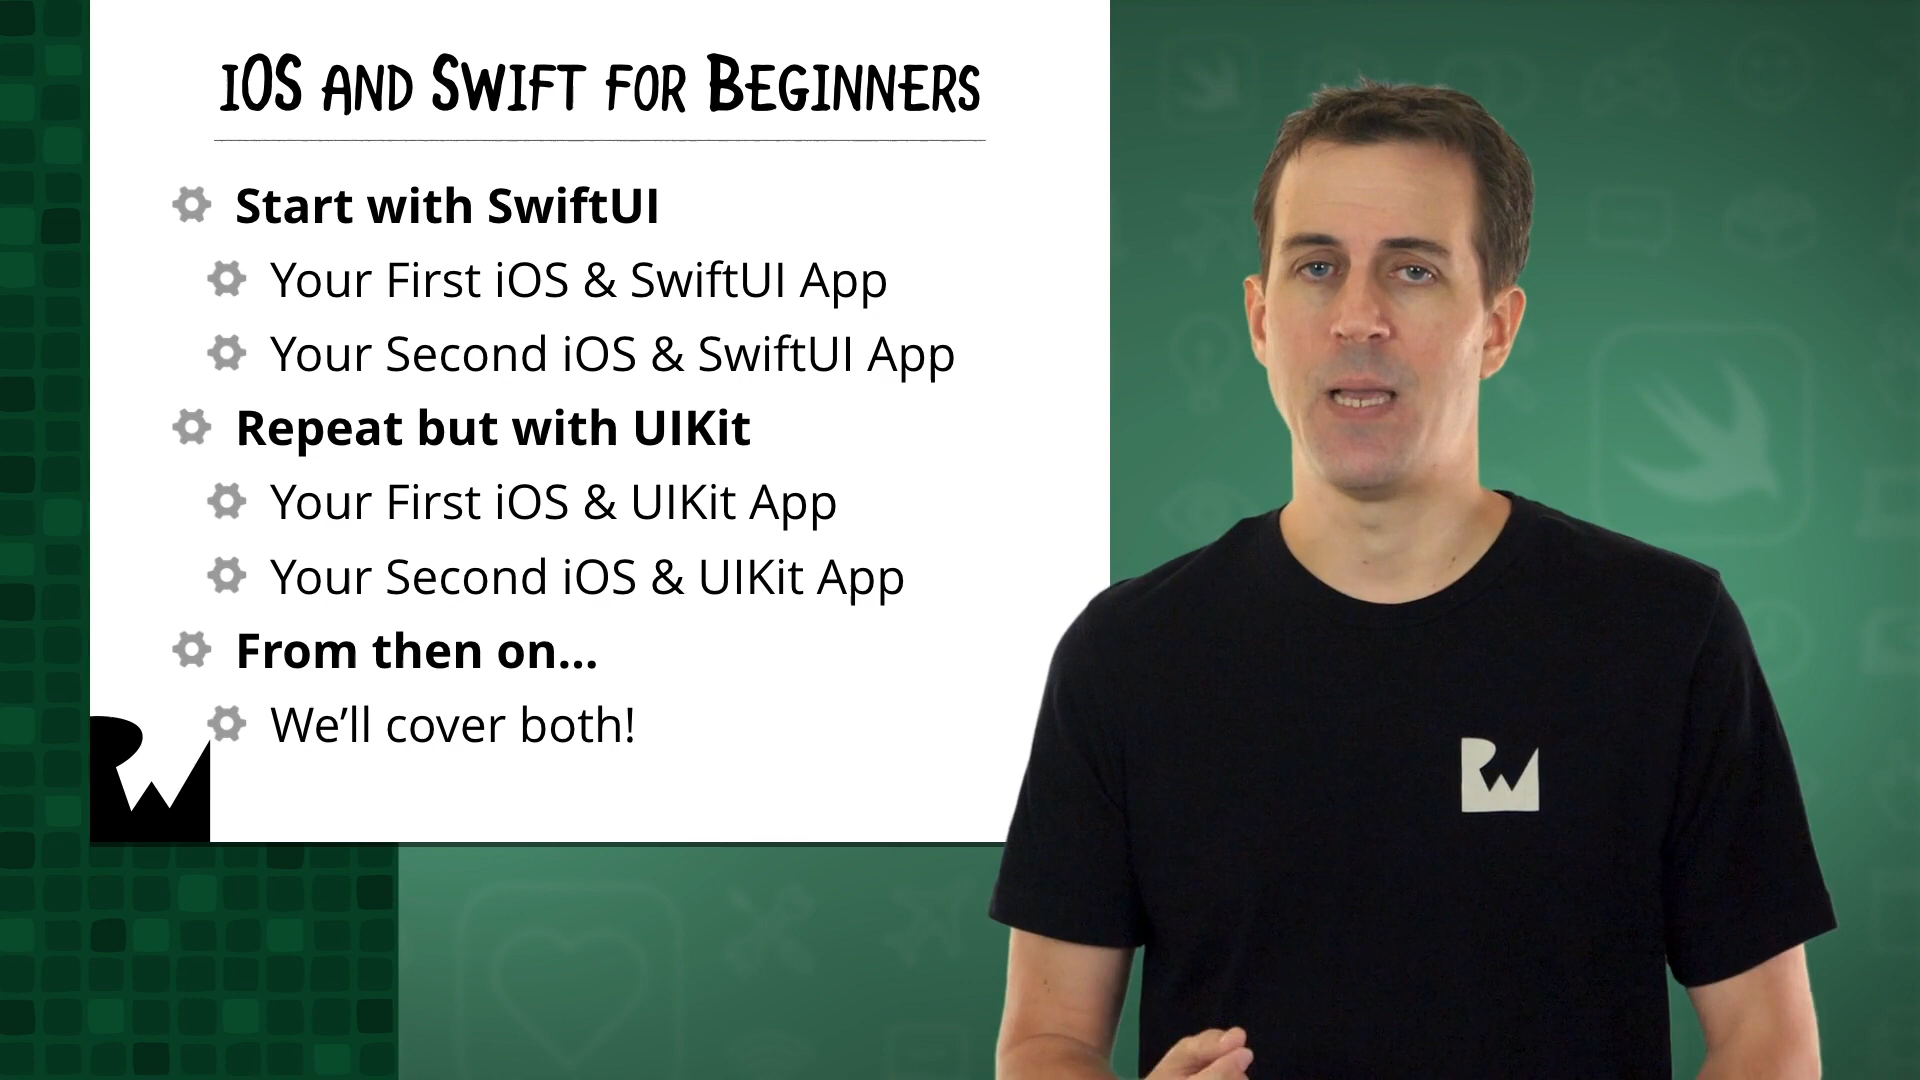 iOS and Swift for Beginners
Start with SwiftUI
Your First iOS & SwiftUI App
Your Second iOS & SwiftUI App
Repeat but with UIKit
Your First iOS & UIKit App
Your Second iOS & UIKit App
From then on...
We’ll cover both!
RW
RW